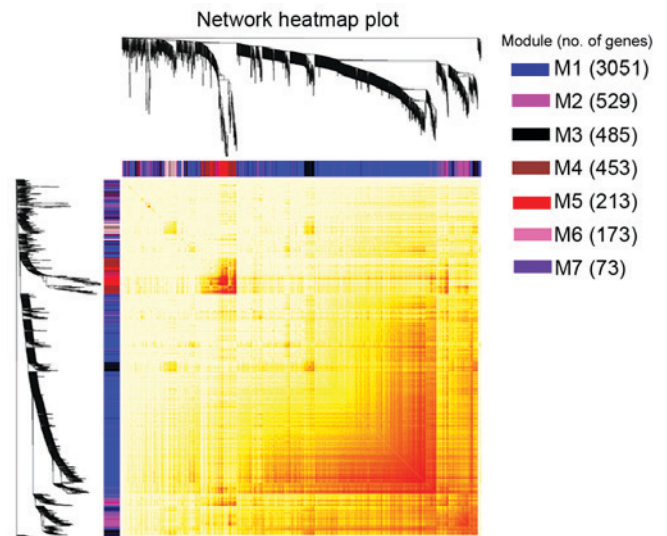 Network heatmap plot
Module (no. of genes)
M1 (3051)
M2 (529)
M3 (485)
M4 (453)
M5 (213)
M6 (173)
M7 (73)